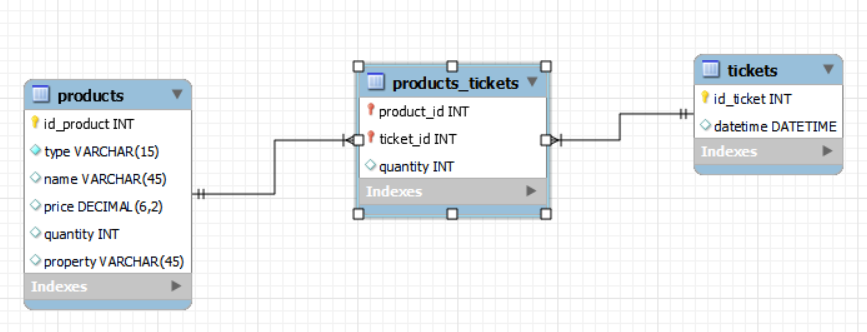 products
id_product INT
type VARCHAR(15)
name VARCHAR(45)
price DECIMAL(6,2)
quantity INT
property VARCHAR(45)
Indexes
products_tickets
product_id INT
ticket_id INT
quantity INT
Indexes
tickets
id_ticket INT
datetime DATETIME
Indexes